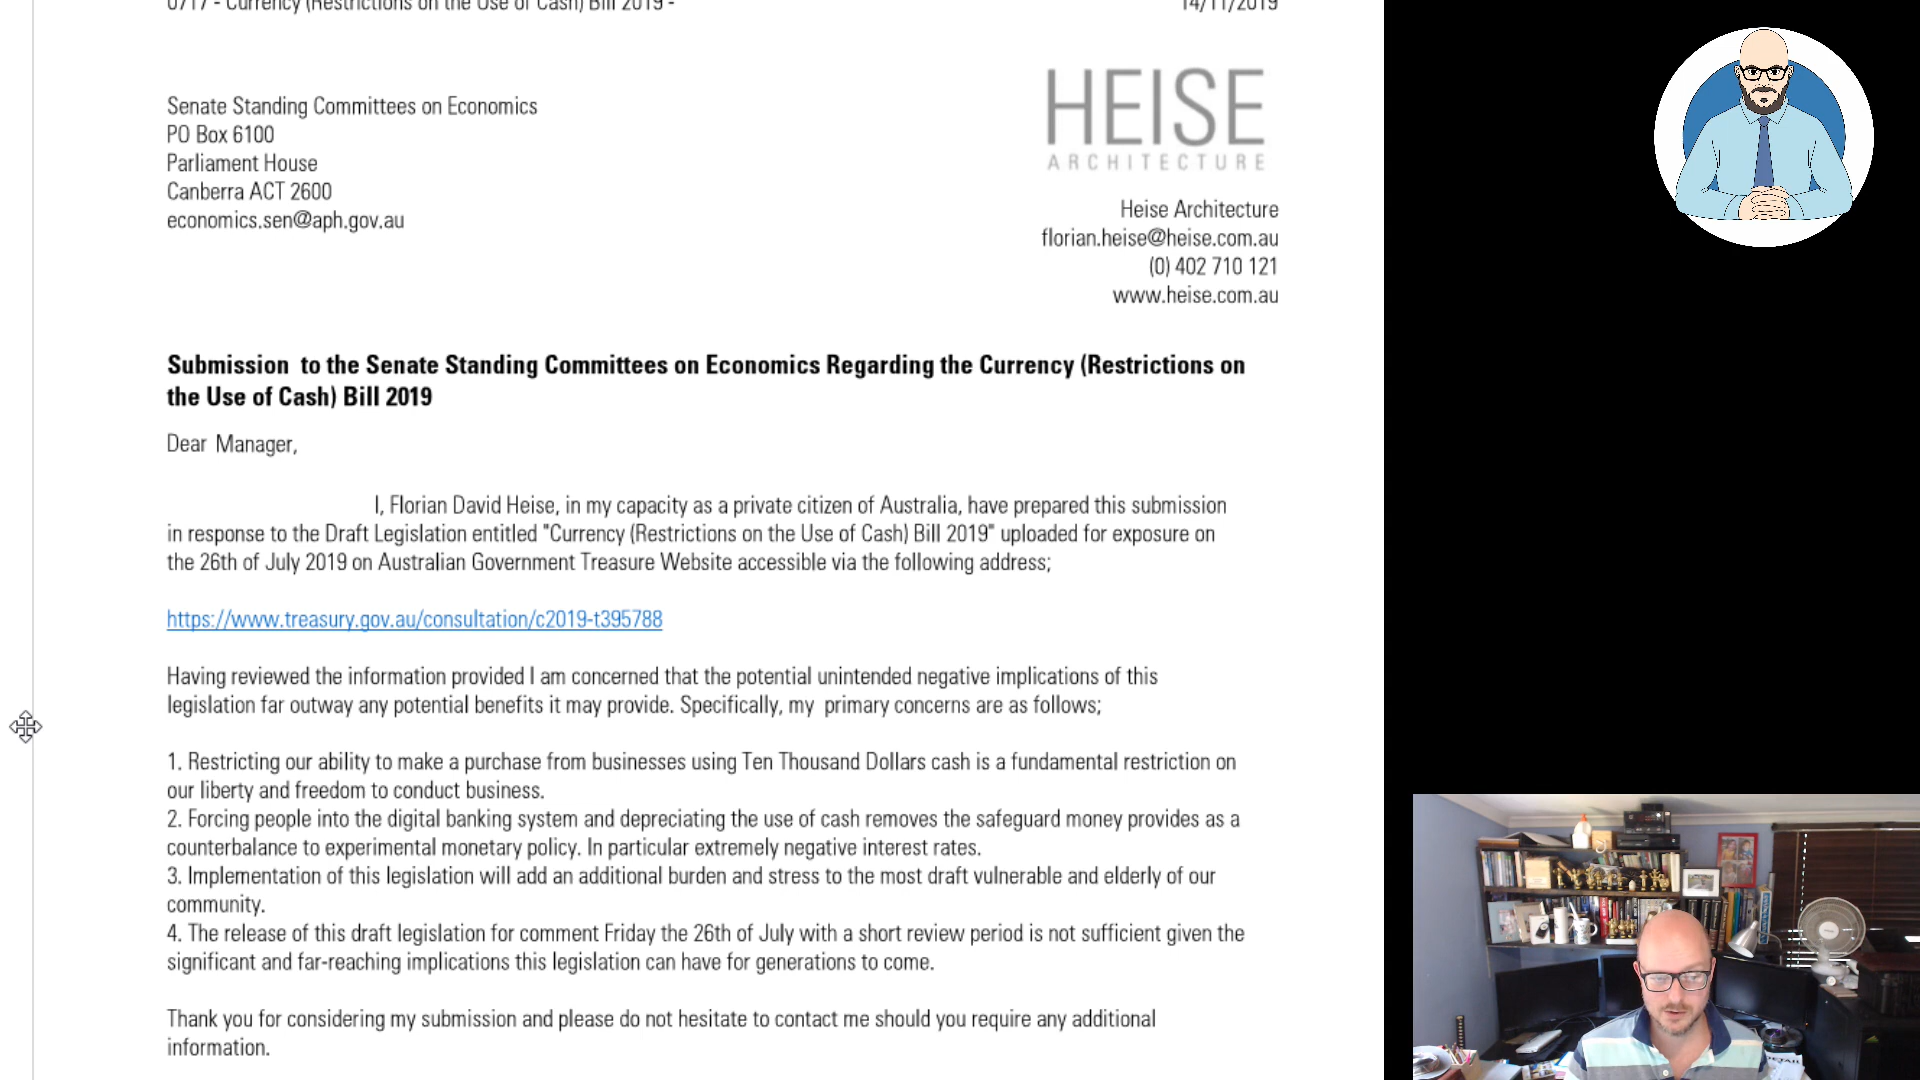 0717 - Currency (Restrictions on the Use of Cash) Bill 2019 -
14/11/2019
Senate Standing Committees on Economics
PO Box 6100
Parliament House
Canberra ACT 2600
economics.sen@aph.gov.au
HEISE
ARCHITECTURE
Heise Architecture
florian.heise@heise.com.au
(0) 402 710 121
www.heise.com.au
Submission to the Senate Standing Committees on Economics Regarding the Currency (Restrictions on
the Use of Cash) Bill 2019
Dear Manager,
I, Florian David Heise, in my capacity as a private citizen of Australia, have prepared this submission
in response to the Draft Legislation entitled "Currency (Restrictions on the Use of Cash) Bill 2019" uploaded for exposure on
the 26th of July 2019 on Australian Government Treasure Website accessible via the following address;
https://www.treasury.gov.au/consultation/c2019-t395788
Having reviewed the information provided I am concerned that the potential unintended negative implications of this
legislation far outway any potential benefits it may provide. Specifically, my primary concerns are as follows;
1. Restricting our ability to make a purchase from businesses using Ten Thousand Dollars cash is a fundamental restriction on
our liberty and freedom to conduct business.
2. Forcing people into the digital banking system and depreciating the use of cash removes the safeguard money provides as a
counterbalance to experimental monetary policy. In particular extremely negative interest rates.
3. Implementation of this legislation will add an additional burden and stress to the most draft vulnerable and elderly of our
community.
4. The release of this draft legislation for comment Friday the 26th of July with a short review period is not sufficient given the
significant and far-reaching implications this legislation can have for generations to come.
Thank you for considering my submission and please do not hesitate to contact me should you require any additional
information.